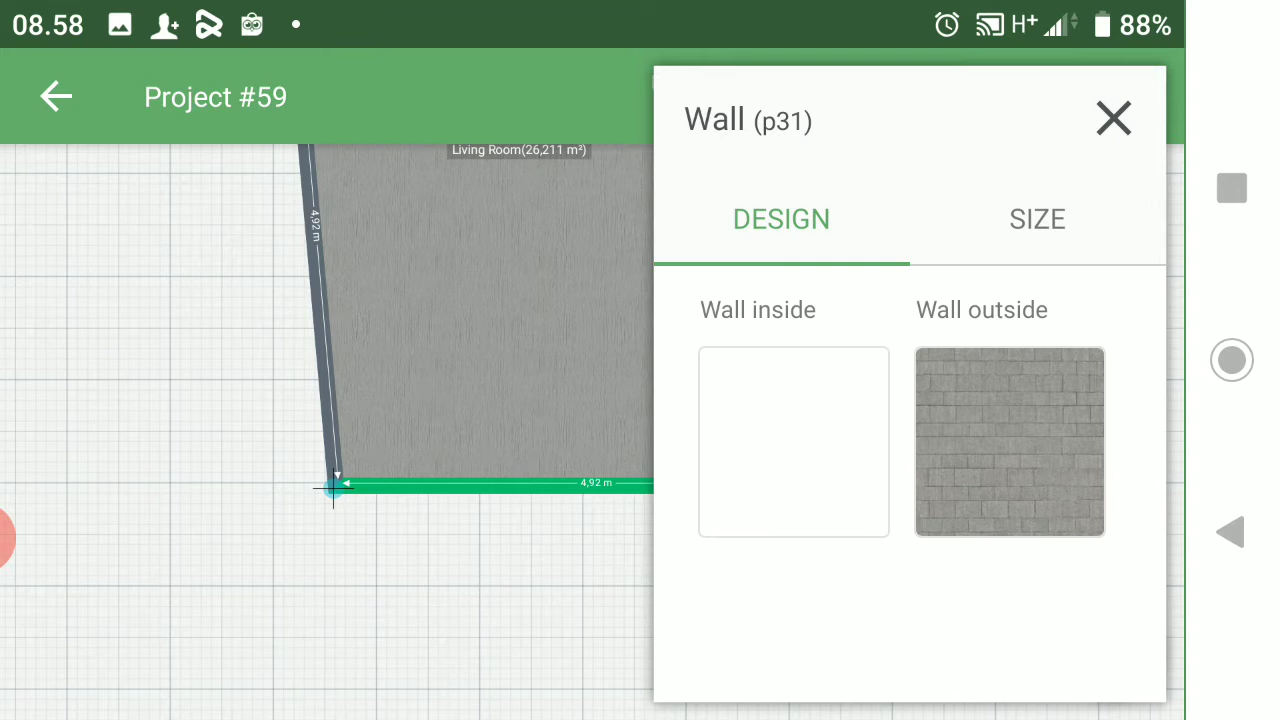 08.58
H+
88%
Project #59
Living Room(26,211 m²)
4,92 m
4,92 m
Wall (p31)
DESIGN
SIZE
Wall inside
Wall outside